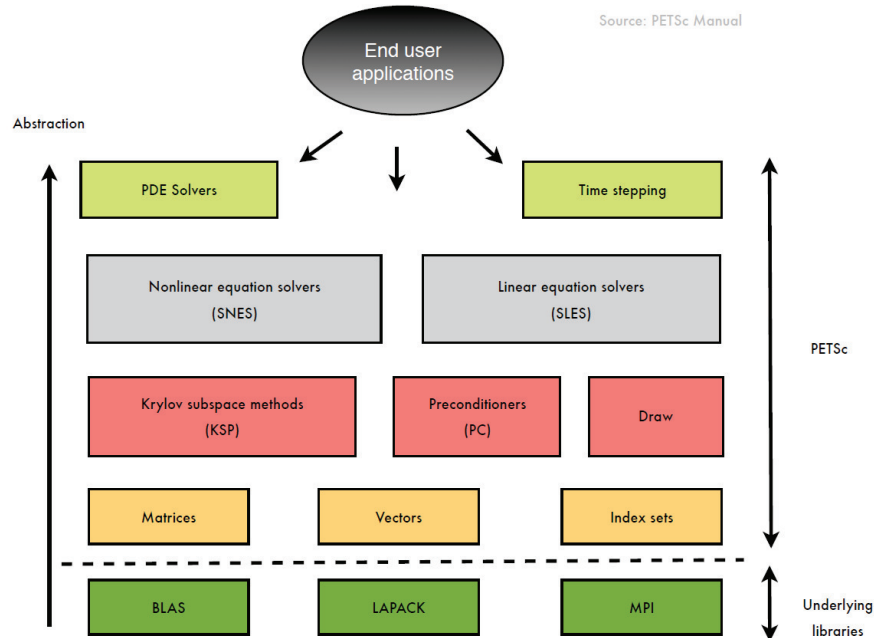 Source: PETSc Manual
End user
applications
Abstraction
PDE Solvers
Time stepping
Nonlinear equation solvers
(SNES)
Linear equation solvers
(SLES)
PETSc
Krylov subspace methods
(KSP)
Preconditioners
(PC)
Draw
Matrices
Vectors
Index sets
BLAS
LAPACK
MPI
Underlying
libraries